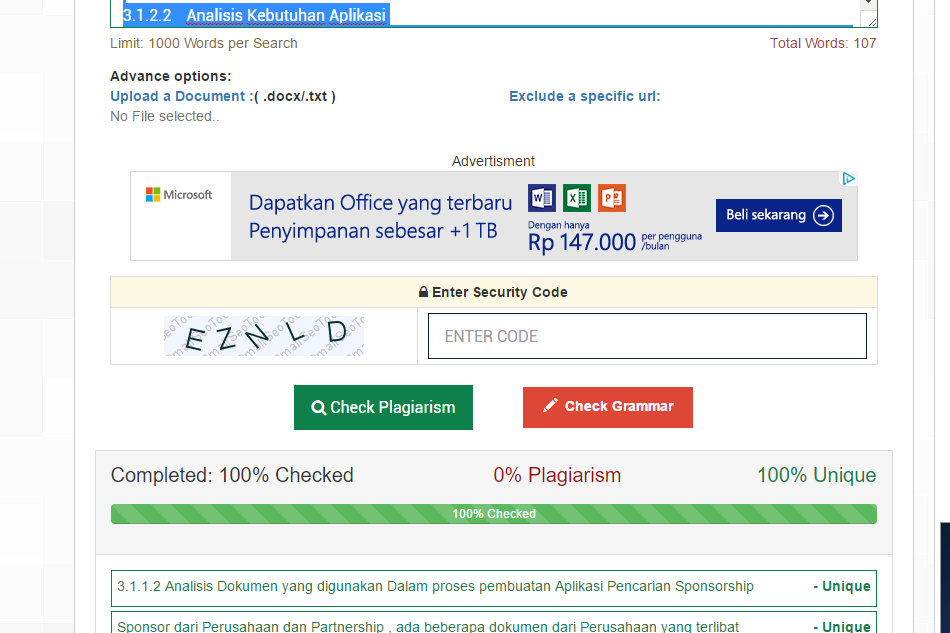 3.1.2.2 Analisis Kebutuhan Aplikasi
Limit: 1000 Words per Search
Total Words: 107
Advance options:
Upload a Document :( .docx/.txt )
Exclude a specific url:
No File selected..
Advertisment
Microsoft
Dapatkan Office yang terbaru
Penyimpanan sebesar +1 TB
Dengan hanya
Rp 147.000 per pengguna /bulan
Beli sekarang
Enter Security Code
EZNLD
ENTER CODE
Check Plagiarism
Check Grammar
Completed: 100% Checked
0% Plagiarism
100% Unique
100% Checked
3.1.1.2 Analisis Dokumen yang digunakan Dalam proses pembuatan Aplikasi Pencarian Sponsorship
- Unique
Sponsor dari Perusahaan dan Partnership , ada beberapa dokumen dari Perusahaan yang terlibat
- Unique